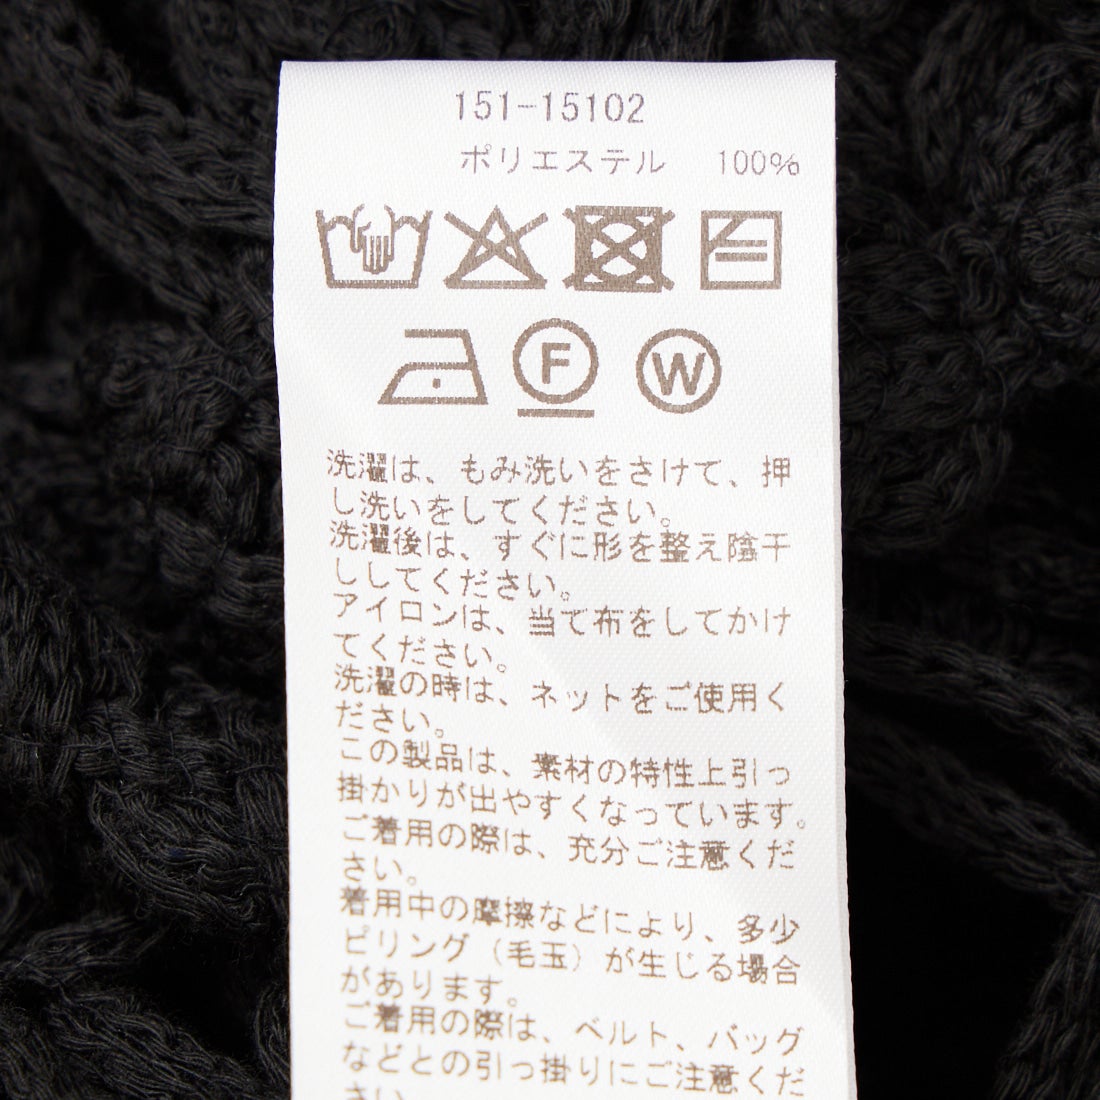 151-15102
ポリエステル 100%
F
W
洗濯は、もみ洗いをさけて、押
し洗いをしてください。
洗濯後は、すぐに形を整え陰干
ししてください。
アイロンは、当て布をしてかけ
てください。
洗濯の時は、ネットをご使用く
ださい。
この製品は、素材の特性上引っ
掛かりが出やすくなっています。
ご着用の際は、充分ご注意くだ
さい。
着用中の摩擦などにより、多少
ピリング（毛玉）が生じる場合
があります。
ご着用の際は、ベルト、バッグ
などとの引っ掛りにご注意くだ
さい。